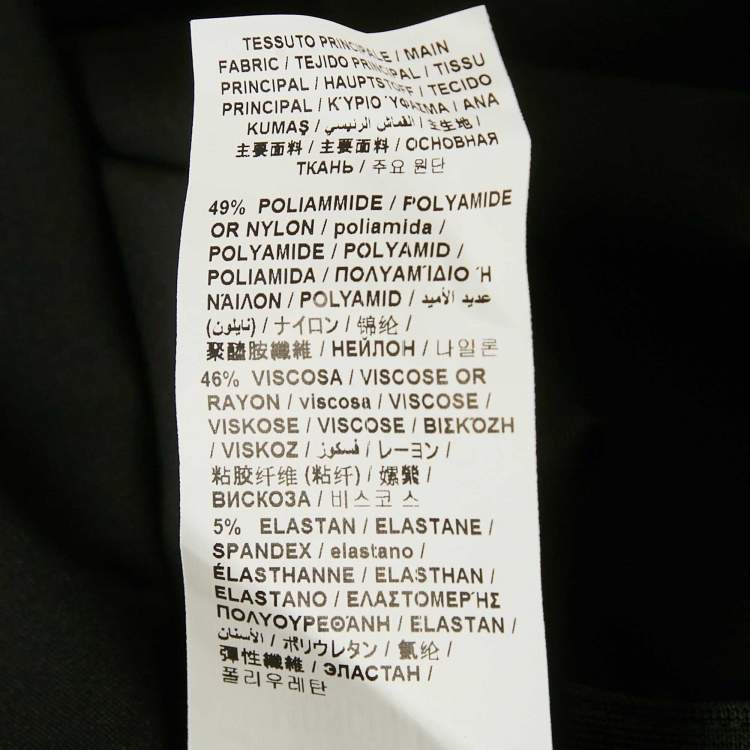 TESSUTO PRINCIPALE / MAIN
FABRIC / TEJIDO PRINCIPAL / TISSU
PRINCIPAL / HAUPTSTOFF / TECIDO
PRINCIPAL / ΚΎΡΙΟ ΎΦΑΣΜΑ / ANA
KUMAŞ / القماش الرئيسي / 主生地 /
主要面料 / 主要面料 / ОСНОВНАЯ
ТКАНЬ / 주요 원단
49% POLIAMMIDE / POLYAMIDE
OR NYLON / poliamida /
POLYAMIDE / POLYAMID /
POLIAMIDA / ΠΟΛΥΑΜΊΔΙΟ Ή
ΝΆΙΛΟΝ / POLYAMID / عديد الأميد
(نايلون) / ナイロン / 锦纶 /
聚醯胺纖維 / НЕЙЛОН / 나일론
46% VISCOSA / VISCOSE OR
RAYON / viscosa / VISCOSE /
VISKOSE / VISCOSE / ΒΙΣΚΌΖΗ
/ VISKOZ / فسكوز / レーヨン /
粘胶纤维 (粘纤) / 嫘縈 /
ВИСКОЗА / 비스코 스
5% ELASTAN / ELASTANE /
SPANDEX / elastano /
ÉLASTHANNE / ELASTHAN /
ELASTANO / ΕΛΑΣΤΟΜΕΡΉΣ
ΠΟΛΥΟΥΡΕΘΆΝΗ / ELASTAN /
الأستان / ポリウレタン / 氨纶 /
彈性纖維 / ЭЛАСТАН /
폴리우레탄